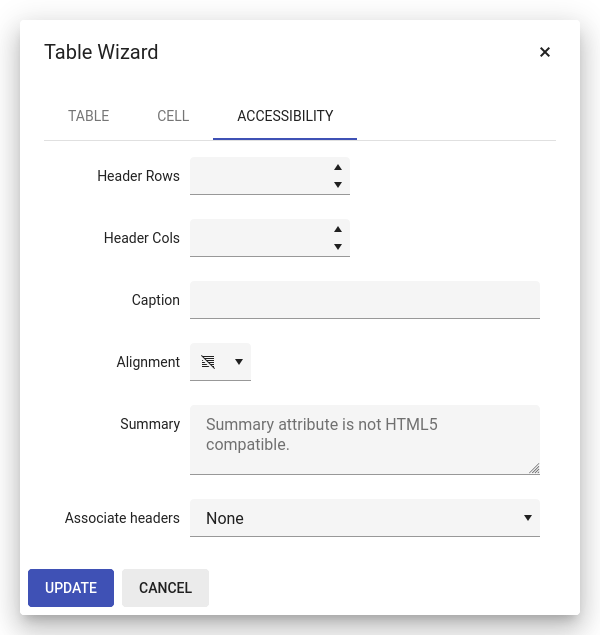 Table Wizard
TABLE CELL ACCESSIBILITY
Header Rows
Header Cols
Caption
Alignment
Summary Summary attribute is not HTML5
compatible.
Associate headers None
UPDATE CANCEL